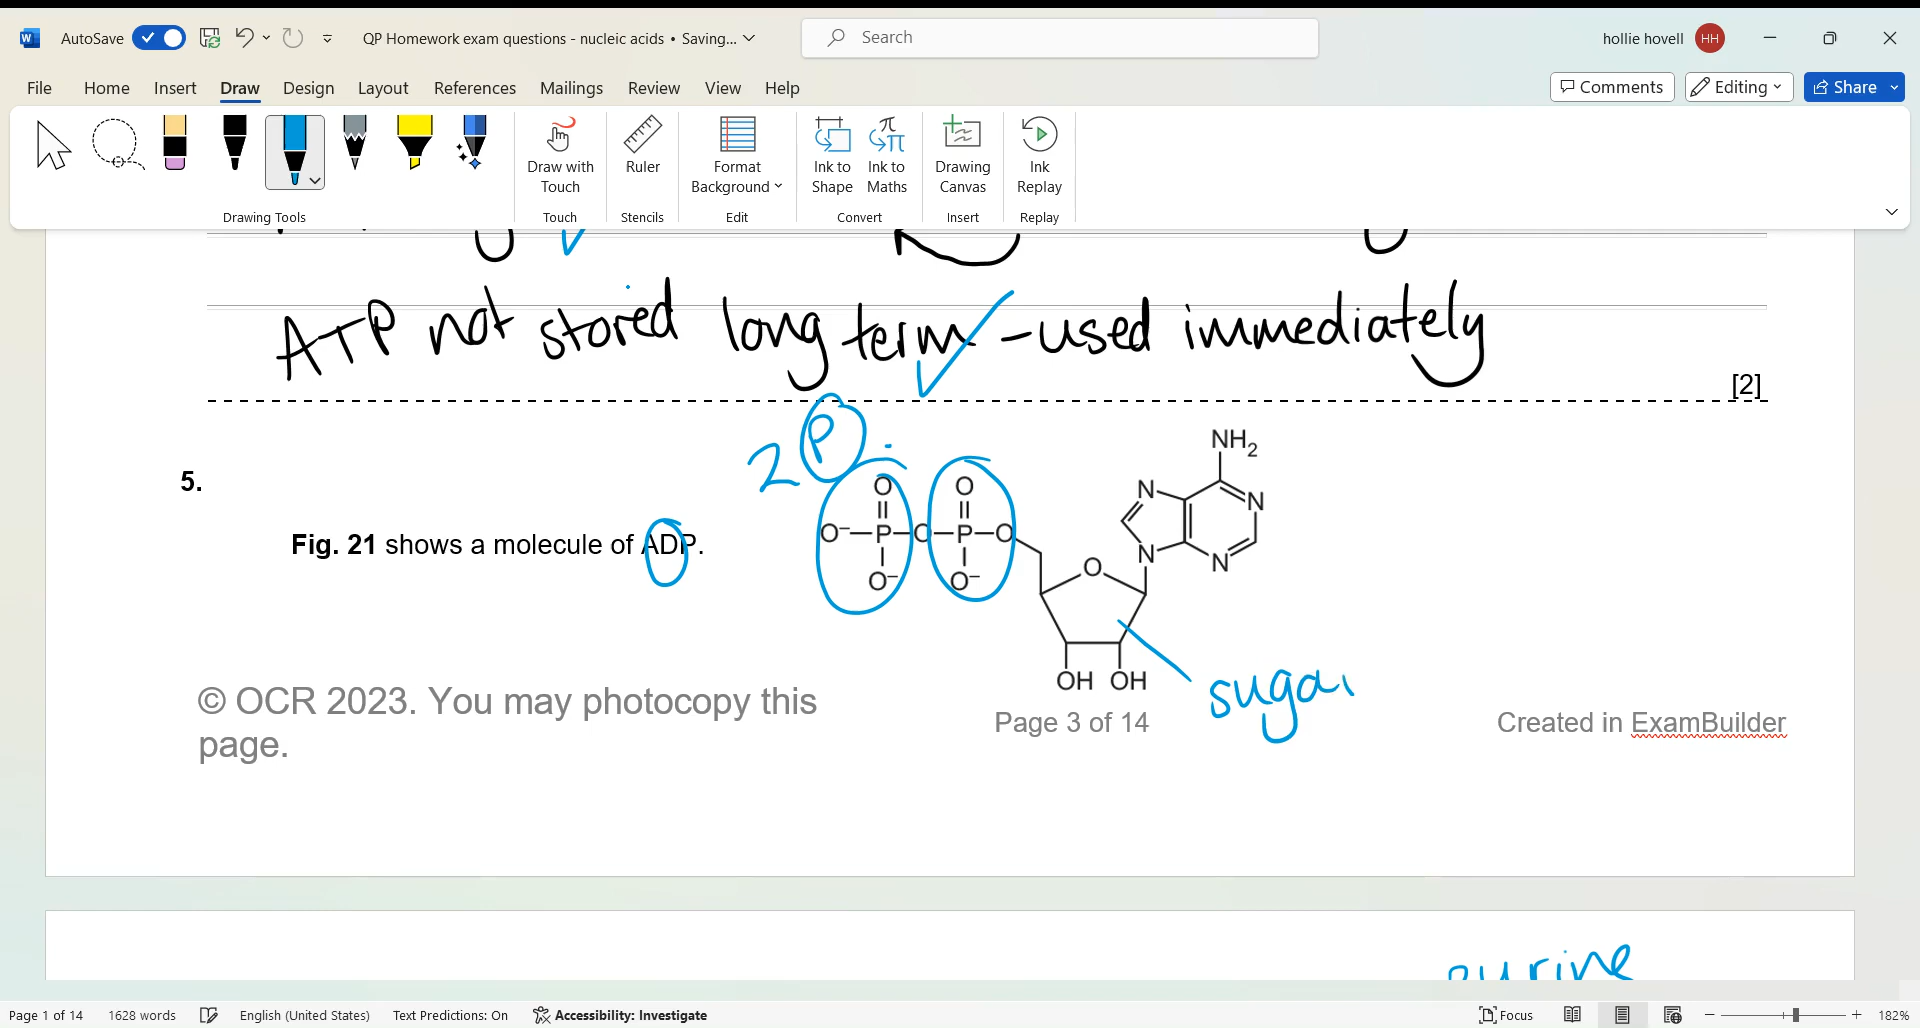 AutoSave
QP Homework exam questions - nucleic acids • Saving...
Search
hollie hovell
HH
File Home Insert Draw Design Layout References Mailings Review View Help
Comments
Editing
Share
Draw with Touch
Ruler
Format Background
Ink to Shape
Ink to Maths
Drawing Canvas
Ink Replay
Drawing Tools
Touch
Stencils
Edit
Convert
Insert
Replay
ATP not stored long term - used immediately
[2]
2 P
NH2
N N
O O
O⁻ P O P O
N N
O⁻ O⁻
O
OH OH
5.
Fig. 21 shows a molecule of ADP.
sugar
© OCR 2023. You may photocopy this
page.
Page 3 of 14
Created in ExamBuilder
purine
Page 1 of 14
1628 words
English (United States)
Text Predictions: On
Accessibility: Investigate
Focus
182%